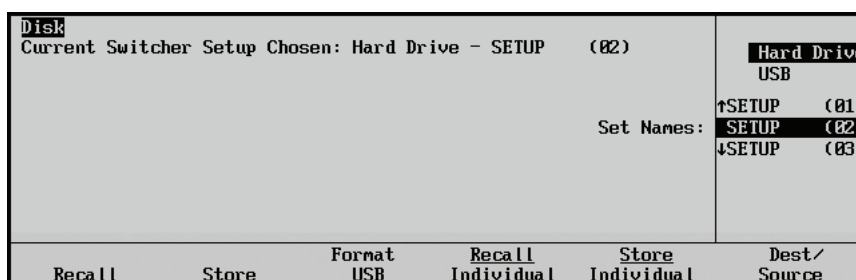 Disk
Current Switcher Setup Chosen: Hard Drive - SETUP (02)
Hard Drive
USB
↑SETUP (01
Set Names: SETUP (02
↓SETUP (03
Format Recall Store Dest/
Recall Store USB Individual Individual Source